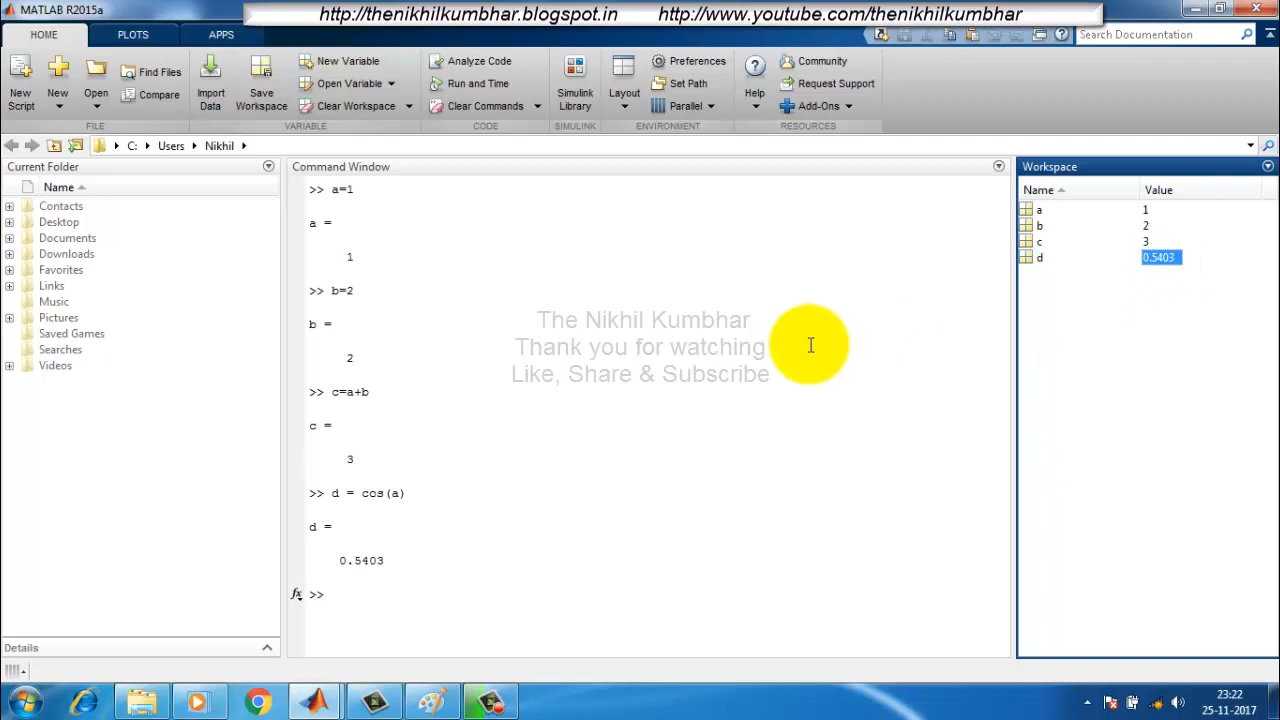 MATLAB R2015a
http://thenikhilkumbhar.blogspot.in http://www.youtube.com/thenikhilkumbhar
HOME PLOTS APPS
Search Documentation
New Script
New
Open
Find Files
Compare
FILE
Import Data
Save Workspace
New Variable
Open Variable
Clear Workspace
VARIABLE
Analyze Code
Run and Time
Clear Commands
CODE
Simulink Library
SIMULINK
Layout
Preferences
Set Path
Parallel
ENVIRONMENT
Help
Community
Request Support
Add-Ons
RESOURCES
C: Users Nikhil
Current Folder
Name
Contacts
Desktop
Documents
Downloads
Favorites
Links
Music
Pictures
Saved Games
Searches
Videos
Details
Command Window
>> a=1
a =
1
>> b=2
b =
2
>> c=a+b
c =
3
>> d = cos(a)
d =
0.5403
fx >>
The Nikhil Kumbhar
Thank you for watching
Like, Share & Subscribe
Workspace
Name Value
a 1
b 2
c 3
d 0.5403
23:22
25-11-2017